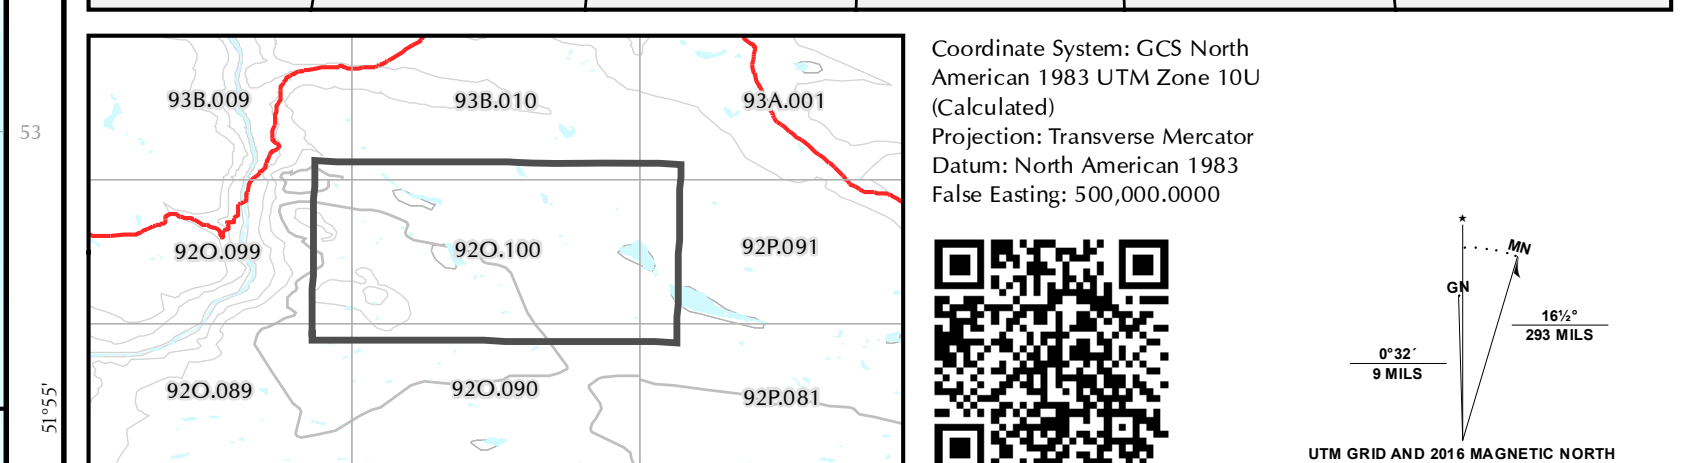 53
51°55'
93B.009
93B.010
93A.001
92O.099
92O.100
92P.091
92O.089
92O.090
92P.081
Coordinate System: GCS North
American 1983 UTM Zone 10U
(Calculated)
Projection: Transverse Mercator
Datum: North American 1983
False Easting: 500,000.0000
MN
GN
16½°
293 MILS
0°32´
9 MILS
UTM GRID AND 2016 MAGNETIC NORTH